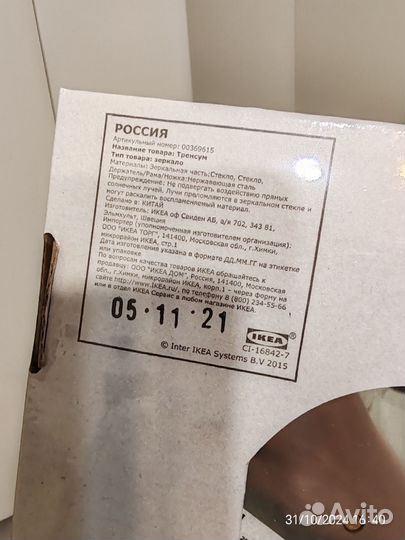 РОССИЯ
Артикульный номер: 00369615
Название товара: Тренсум
Тип товара: зеркало
Материалы: Зеркальная часть:Стекло, Стекло,
Держатель/Рама/Ножка:Нержавеющая сталь
Предупреждение: Не подвергать воздействию прямых
солнечных лучей. Лучи преломляются в зеркальном стекле и
могут раскалить воспламеняемый материал.
Сделано в: КИТАЙ
Изготовитель: ИКЕА оф Свиден АБ, а/я 702, 343 81,
Эльмхульт, Швеция
Импортер (уполномоченная изготовителем организация):
ООО "ИКЕА ТОРГ", 141400, Московская обл., г.Химки,
микрорайон ИКЕА, стр.1
Дата изготовления указана в формате ДД.ММ.ГГ на этикетке
или упаковке
По вопросам качества товаров ИКЕА обращайтесь к
продавцу: ООО "ИКЕА ДОМ", Россия, 141400, Московская
обл., г.Химки, микрорайон ИКЕА, корп.1 - через форму на
www.IKEA.ru, по телефону 8 (800) 234-55-66
или в отдел ИКЕА Сервис в любом магазине ИКЕА.
05·11·21
IKEA
CI-16842-7
© Inter IKEA Systems B.V 2015
31/10/2024 16:40
Avito